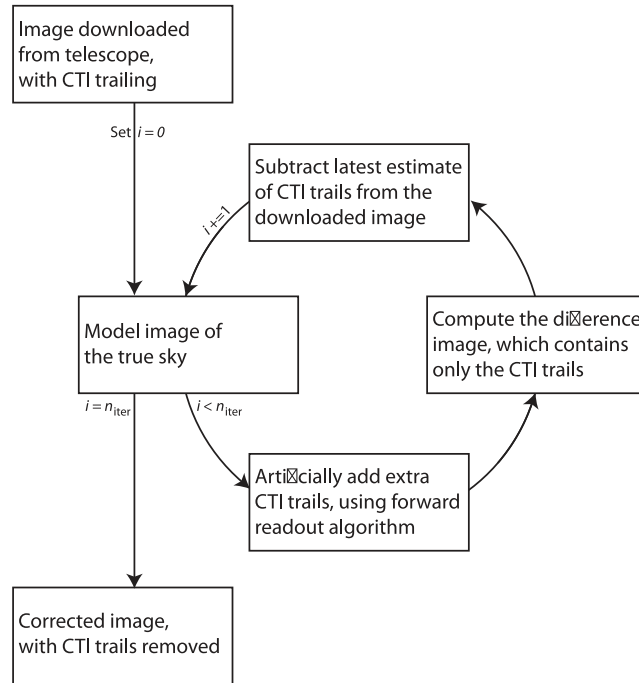 Image downloaded
from telescope,
with CTI trailing
Set i = 0
Subtract latest estimate
of CTI trails from the
downloaded image
i +=1
Model image of
the true sky
Compute the di☒erence
image, which contains
only the CTI trails
i = n_iter
i < n_iter
Arti☒cially add extra
CTI trails, using forward
readout algorithm
Corrected image,
with CTI trails removed